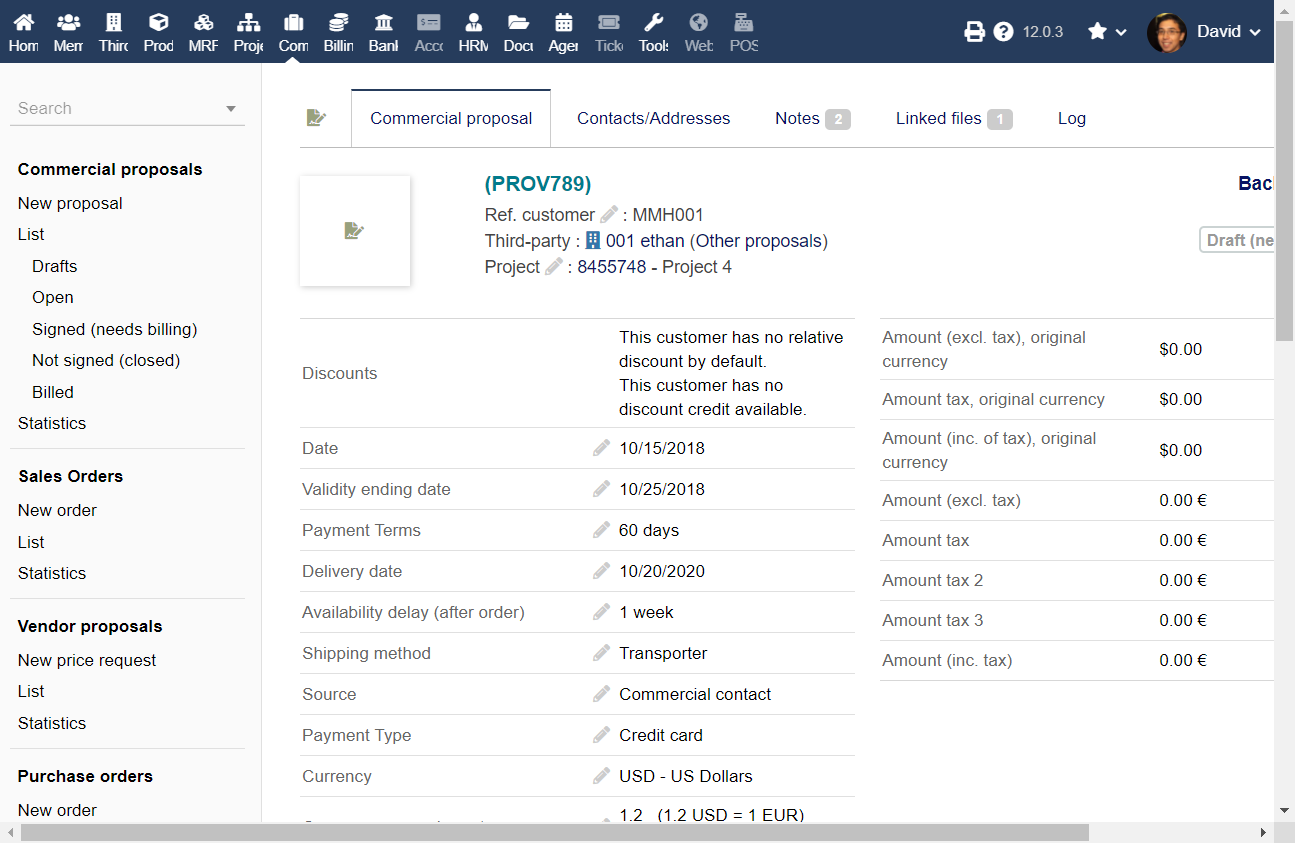 Hom Mem Thirc Prod MRF Proje Com Billin Bank Accc HRM Docu Agen Ticke Tools Web POS 12.0.3 David
Search
Commercial proposal Contacts/Addresses Notes 2 Linked files 1 Log
Commercial proposals
New proposal
List
Drafts
Open
Signed (needs billing)
Not signed (closed)
Billed
Statistics
Sales Orders
New order
List
Statistics
Vendor proposals
New price request
List
Statistics
Purchase orders
New order
(PROV789)
Bac
Ref. customer : MMH001
Third-party : 001 ethan (Other proposals)
Project : 8455748 - Project 4
Draft (ne
Discounts
This customer has no relative
discount by default.
This customer has no
discount credit available.
Date 10/15/2018
Validity ending date 10/25/2018
Payment Terms 60 days
Delivery date 10/20/2020
Availability delay (after order) 1 week
Shipping method Transporter
Source Commercial contact
Payment Type Credit card
Currency USD - US Dollars
1.2 (1.2 USD = 1 EUR)
Amount (excl. tax), original
currency
$0.00
Amount tax, original currency $0.00
Amount (inc. of tax), original
currency
$0.00
Amount (excl. tax) 0.00 €
Amount tax 0.00 €
Amount tax 2 0.00 €
Amount tax 3 0.00 €
Amount (inc. tax) 0.00 €